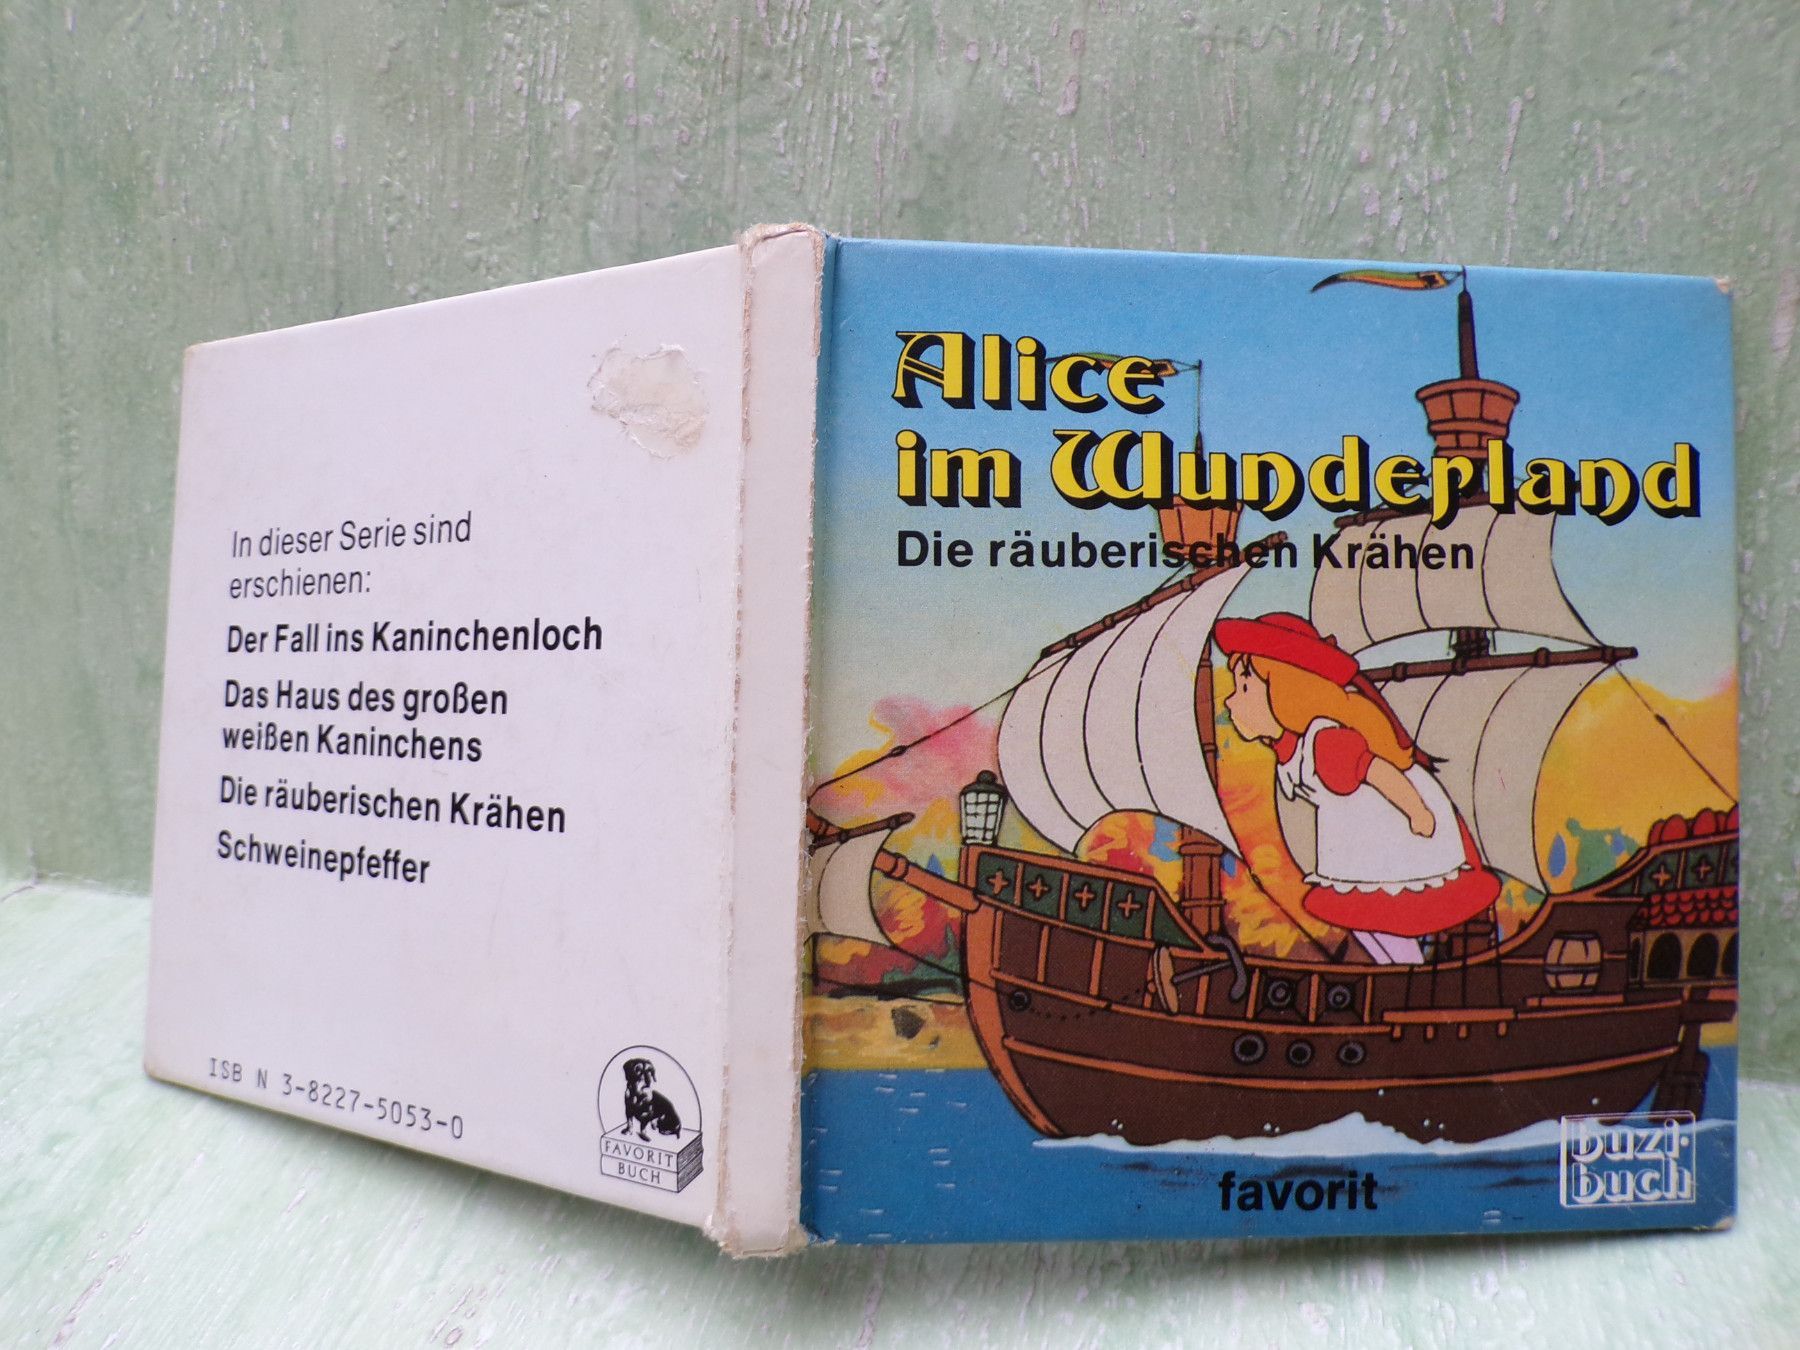 In dieser Serie sind
erschienen:
Der Fall ins Kaninchenloch
Das Haus des großen
weißen Kaninchens
Die räuberischen Krähen
Schweinepfeffer
ISB N 3-8227-5053-0
FAVORIT
BUCH
Alice
im Wunderland
Die räuberischen Krähen
favorit
buzi-
buch